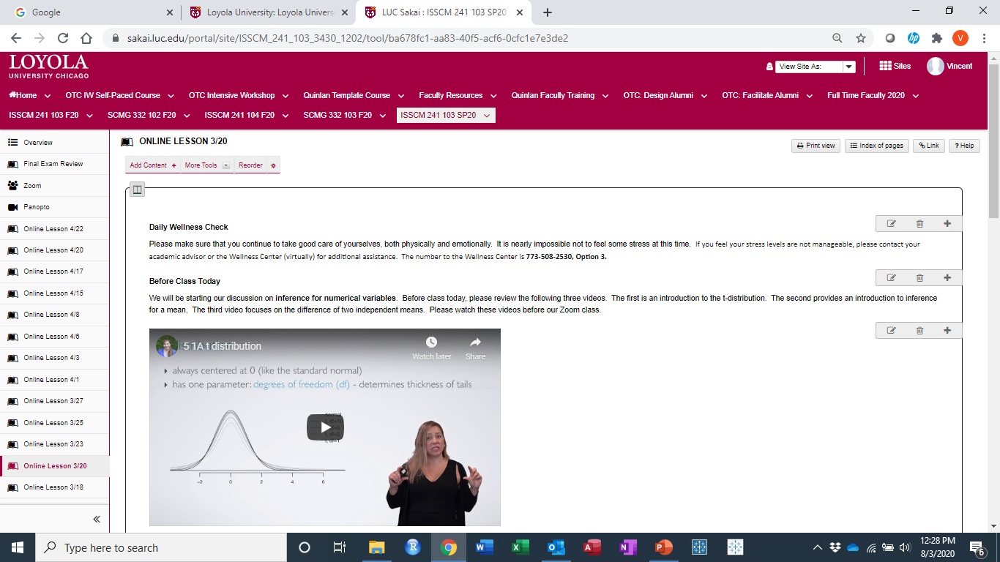 Google
Loyola University: Loyola Univers
LUC Sakai : ISSCM 241 103 SP20
sakai.luc.edu/portal/site/ISSCM_241_103_3430_1202/tool/ba678fc1-aa83-40f5-acf6-0cfc1e7e3de2
V
LOYOLA
UNIVERSITY CHICAGO
View Site As:
Sites
Vincent
Home
OTC IW Self-Paced Course
OTC Intensive Workshop
Quinlan Template Course
Faculty Resources
Quinlan Faculty Training
OTC: Design Alumni
OTC: Facilitate Alumni
Full Time Faculty 2020
ISSCM 241 103 F20
SCMG 332 102 F20
ISSCM 241 104 F20
SCMG 332 103 F20
ISSCM 241 103 SP20
Overview
Final Exam Review
Zoom
Panopto
Online Lesson 4/22
Online Lesson 4/20
Online Lesson 4/17
Online Lesson 4/15
Online Lesson 4/8
Online Lesson 4/6
Online Lesson 4/3
Online Lesson 4/1
Online Lesson 3/27
Online Lesson 3/25
Online Lesson 3/23
Online Lesson 3/20
Online Lesson 3/18
ONLINE LESSON 3/20
Print view
Index of pages
Link
? Help
Add Content +
More Tools
Reorder
Daily Wellness Check
Please make sure that you continue to take good care of yourselves, both physically and emotionally. It is nearly impossible not to feel some stress at this time. If you feel your stress levels are not manageable, please contact your
academic advisor or the Wellness Center (virtually) for additional assistance. The number to the Wellness Center is 773-508-2530, Option 3.
Before Class Today
We will be starting our discussion on inference for numerical variables. Before class today, please review the following three videos. The first is an introduction to the t-distribution. The second provides an introduction to inference
for a mean, The third video focuses on the difference of two independent means. Please watch these videos before our Zoom class.
5 1A t distribution
Watch later
Share
always centered at 0 (like the standard normal)
has one parameter: degrees of freedom (df) - determines thickness of tails
-2 0 2 4 6
Type here to search
12:28 PM
8/3/2020
6